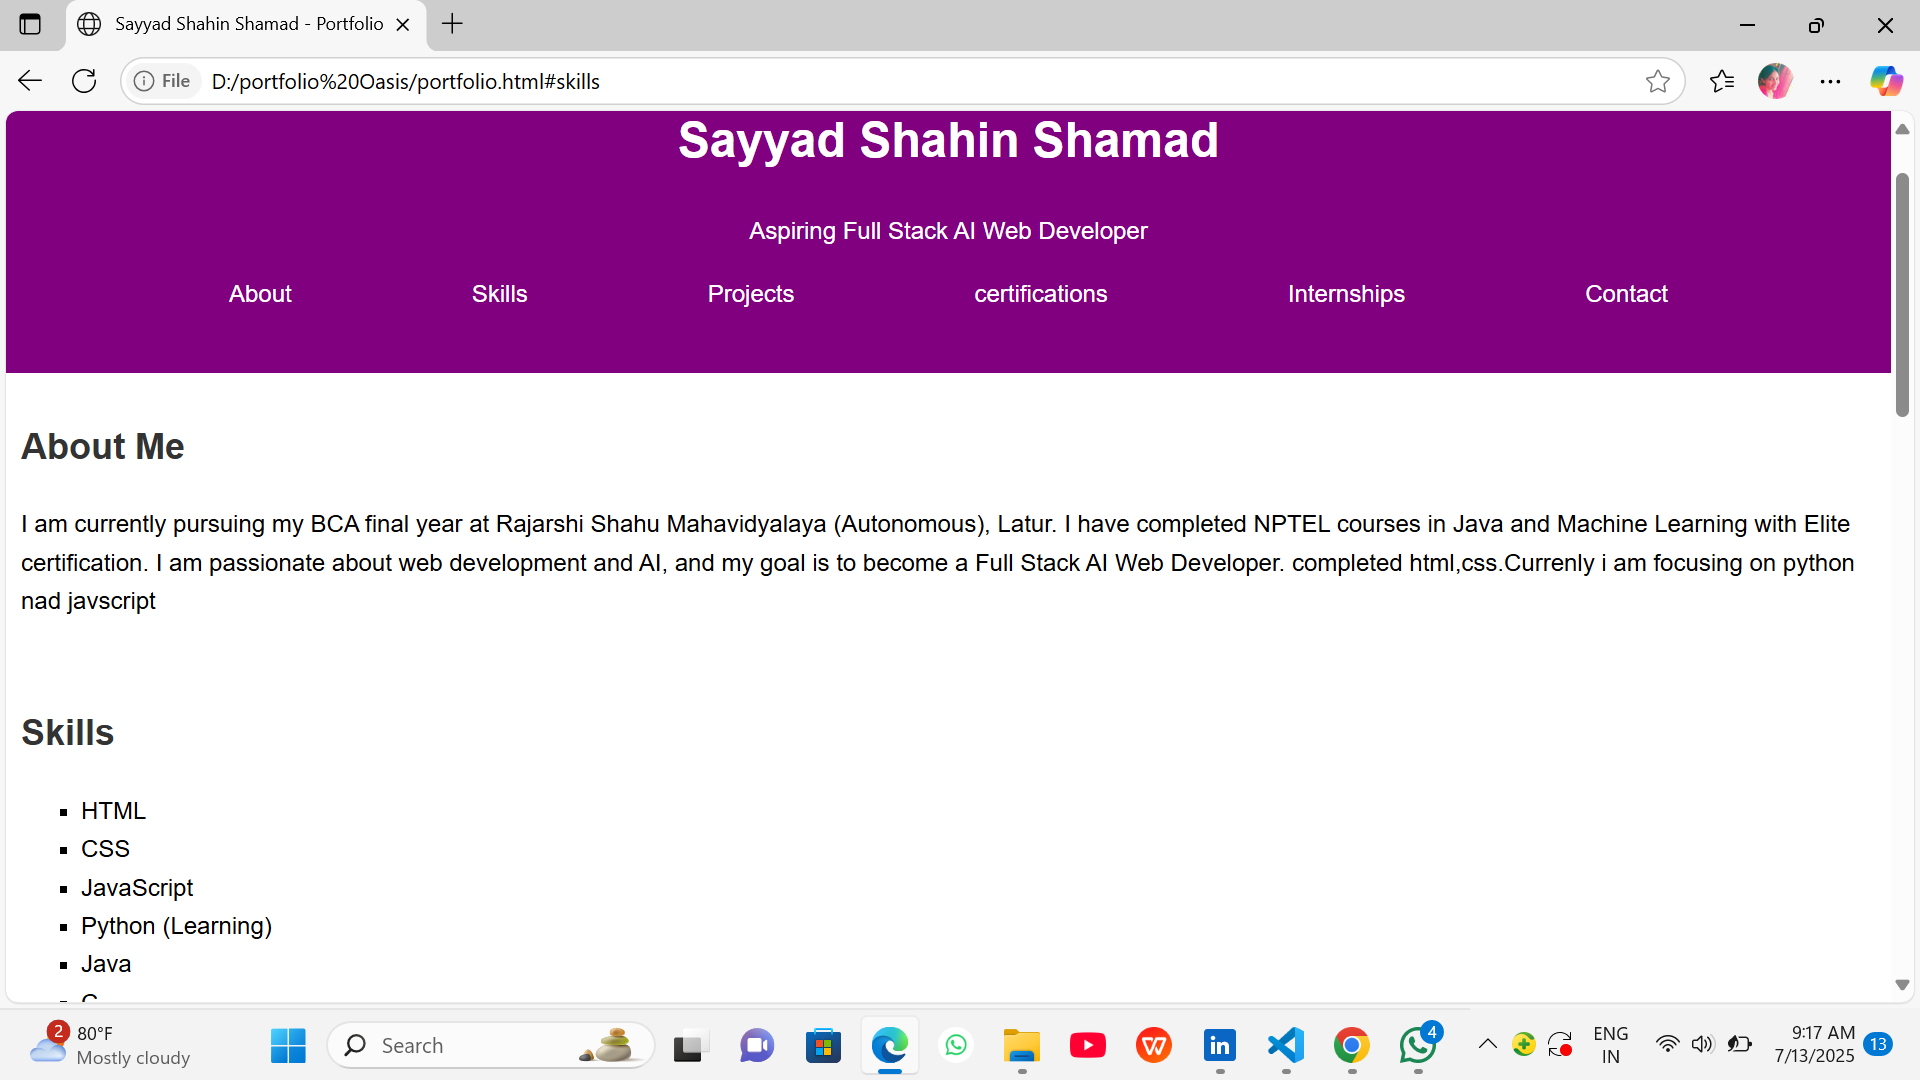 Sayyad Shahin Shamad - Portfolio
File D:/portfolio%20Oasis/portfolio.html#skills
Sayyad Shahin Shamad
Aspiring Full Stack AI Web Developer
About Skills Projects certifications Internships Contact
About Me
I am currently pursuing my BCA final year at Rajarshi Shahu Mahavidyalaya (Autonomous), Latur. I have completed NPTEL courses in Java and Machine Learning with Elite
certification. I am passionate about web development and AI, and my goal is to become a Full Stack AI Web Developer. completed html,css.Currenly i am focusing on python
nad javscript
Skills
HTML
CSS
JavaScript
Python (Learning)
Java
2
80°F
Mostly cloudy
Search
in
W
4
ENG
IN
9:17 AM
7/13/2025
13